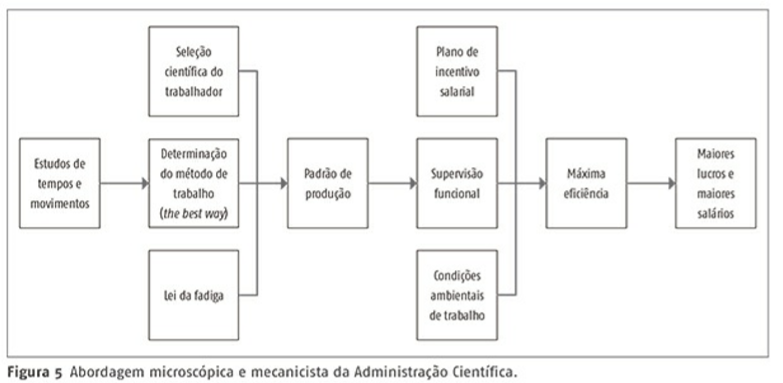 Seleção
científica do
trabalhador
Plano de
incentivo
salarial
Estudos de
tempos e
movimentos
Determinação
do método de
trabalho
(the best way)
Padrão de
produção
Supervisão
funcional
Máxima
eficiência
Maiores
lucros e
maiores
salários
Lei da fadiga
Condições
ambientais
de trabalho
Figura 5 Abordagem microscópica e mecanicista da Administração Científica.